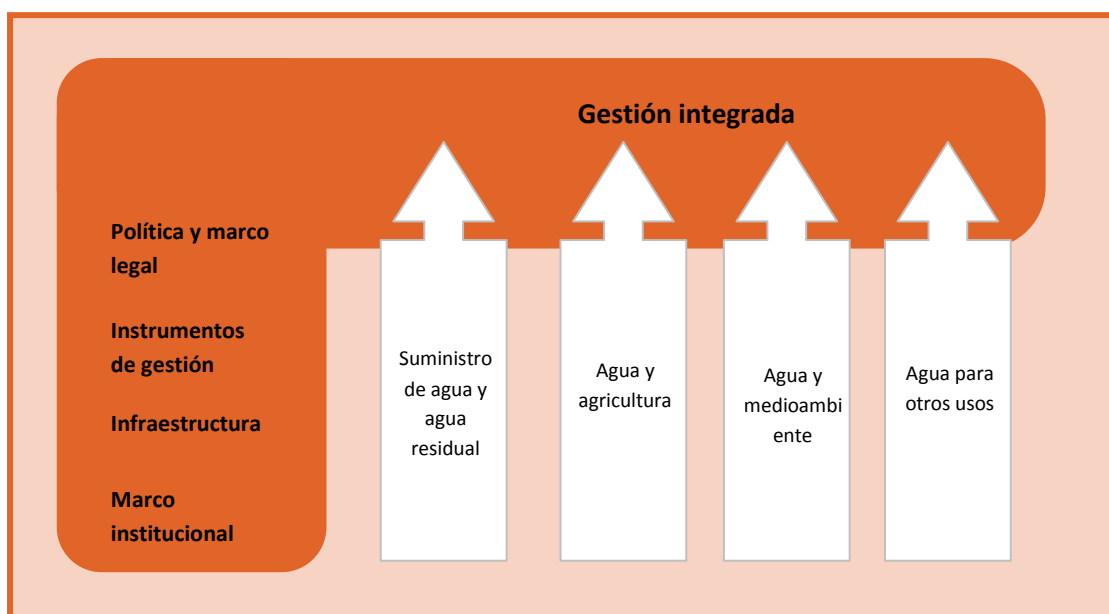 Gestión integrada
Política y marco
legal
Instrumentos
de gestión
Infraestructura
Marco
institucional
Suministro
de agua y
agua
residual
Agua y
agricultura
Agua y
medioambi
ente
Agua para
otros usos